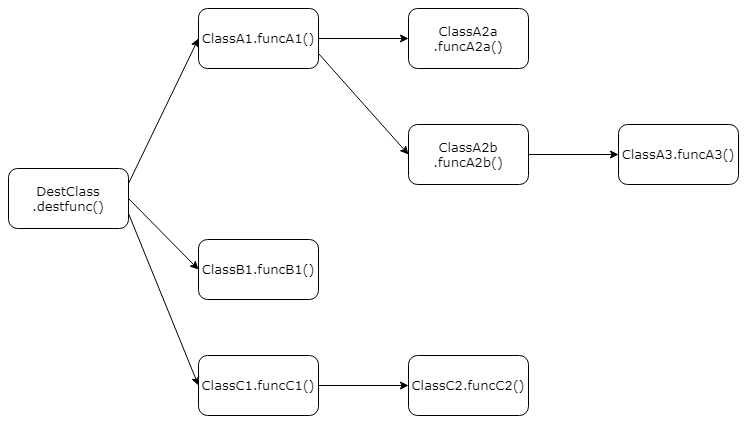 ClassA1.funcA1()
ClassA2a
.funcA2a()
ClassA2b
.funcA2b()
ClassA3.funcA3()
DestClass
.destfunc()
ClassB1.funcB1()
ClassC1.funcC1()
ClassC2.funcC2()